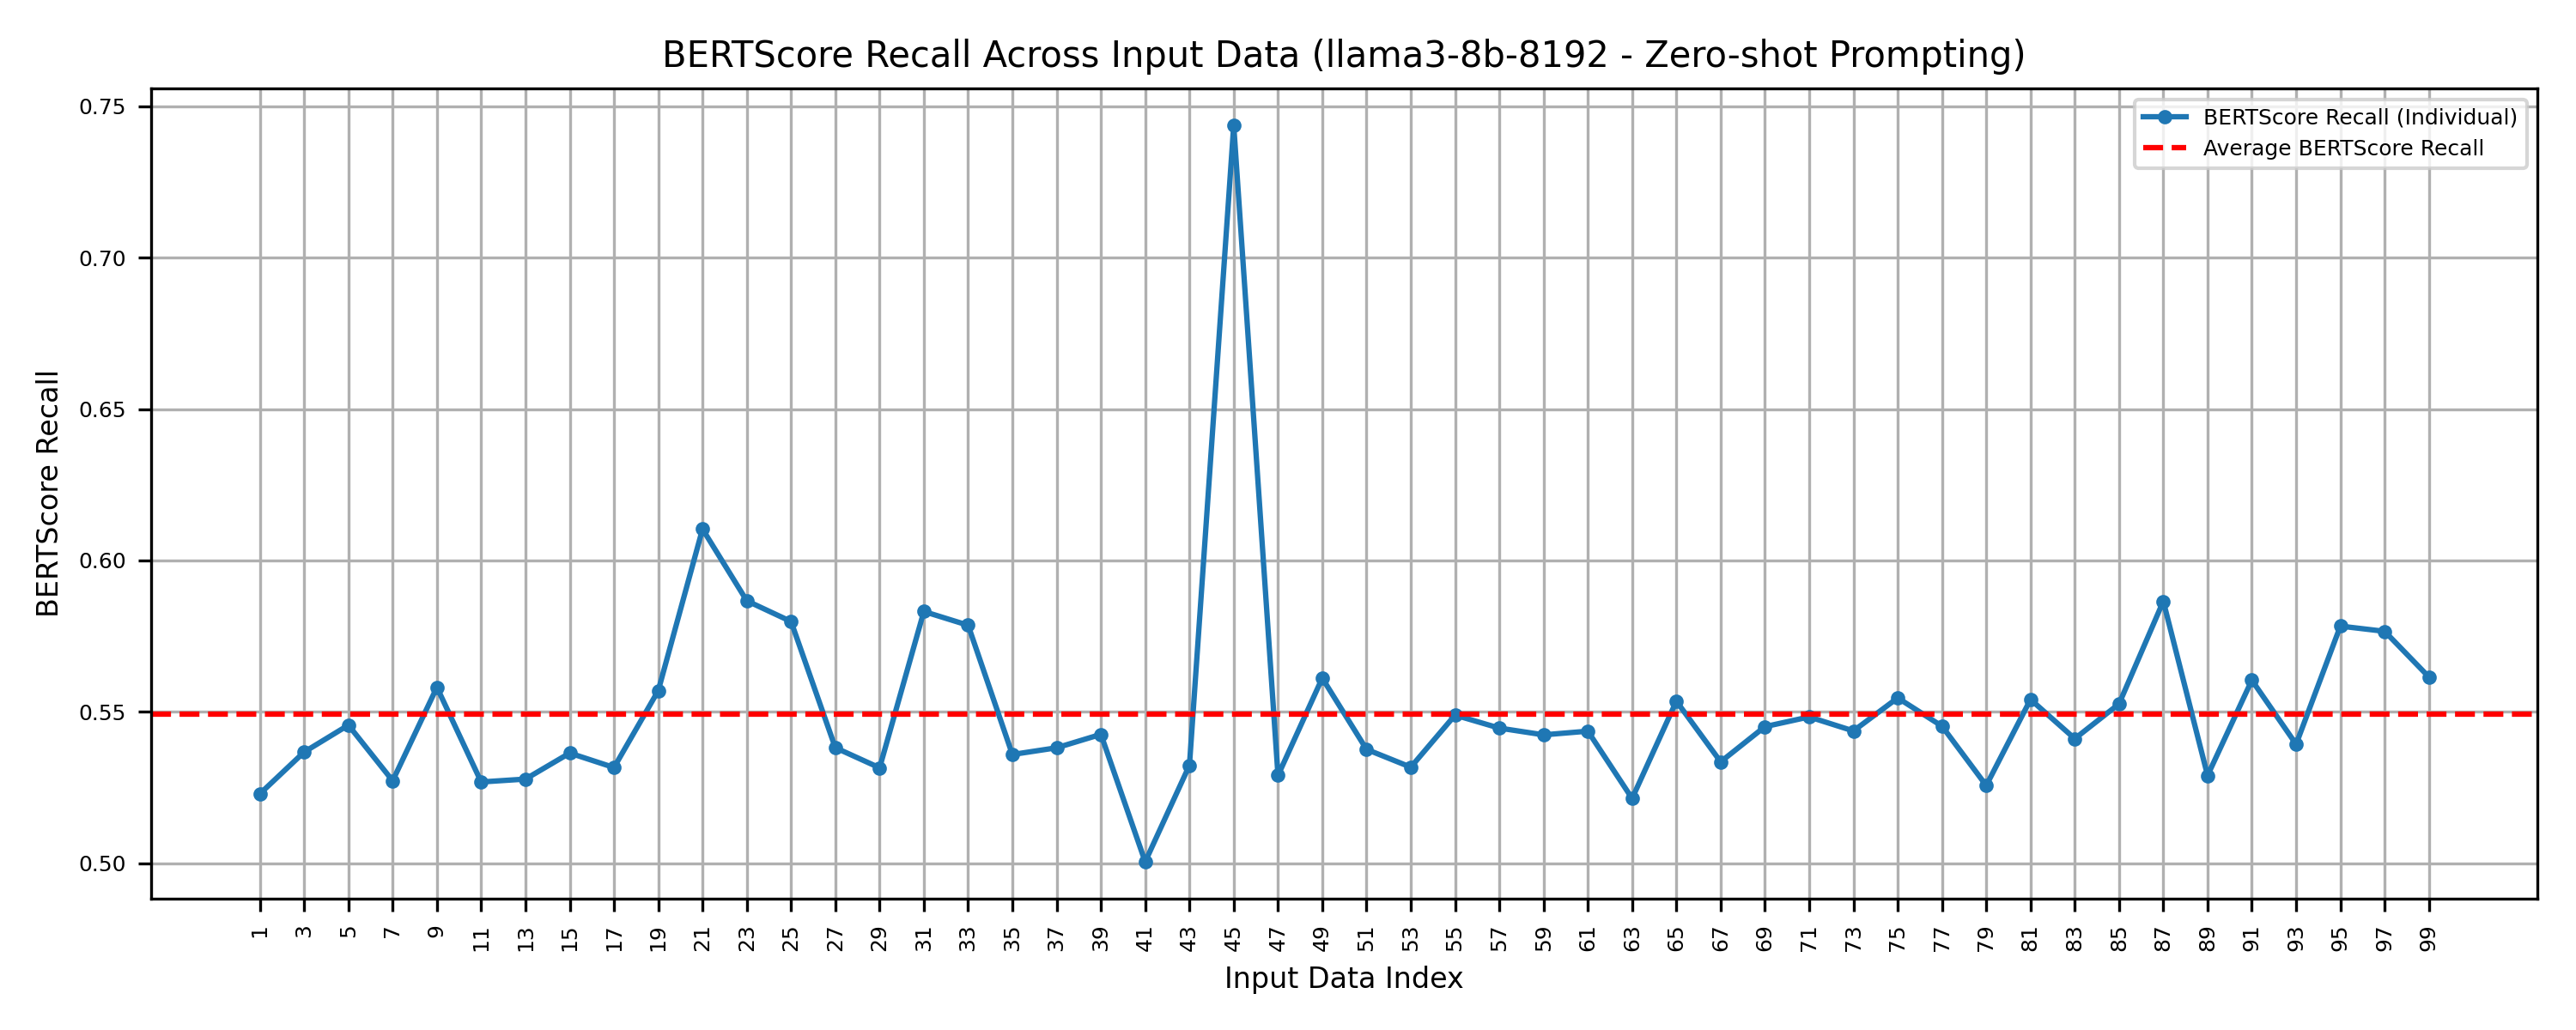 BERTScore Recall Across Input Data (llama3-8b-8192 - Zero-shot Prompting)
BERTScore Recall (Individual)
Average BERTScore Recall
BERTScore Recall
0.75
0.70
0.65
0.60
0.55
0.50
1 3 5 7 9 11 13 15 17 19 21 23 25 27 29 31 33 35 37 39 41 43 45 47 49 51 53 55 57 59 61 63 65 67 69 71 73 75 77 79 81 83 85 87 89 91 93 95 97 99
Input Data Index